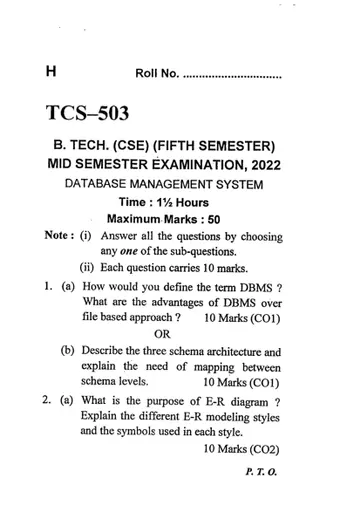 H Roll No. ................................
TCS–503
B. TECH. (CSE) (FIFTH SEMESTER)
MID SEMESTER EXAMINATION, 2022
DATABASE MANAGEMENT SYSTEM
Time : 1½ Hours
Maximum Marks : 50
Note : (i) Answer all the questions by choosing
any one of the sub-questions.
(ii) Each question carries 10 marks.
1. (a) How would you define the term DBMS ?
What are the advantages of DBMS over
file based approach ? 10 Marks (CO1)
OR
(b) Describe the three schema architecture and
explain the need of mapping between
schema levels. 10 Marks (CO1)
2. (a) What is the purpose of E-R diagram ?
Explain the different E-R modeling styles
and the symbols used in each style.
10 Marks (CO2)
P. T. O.